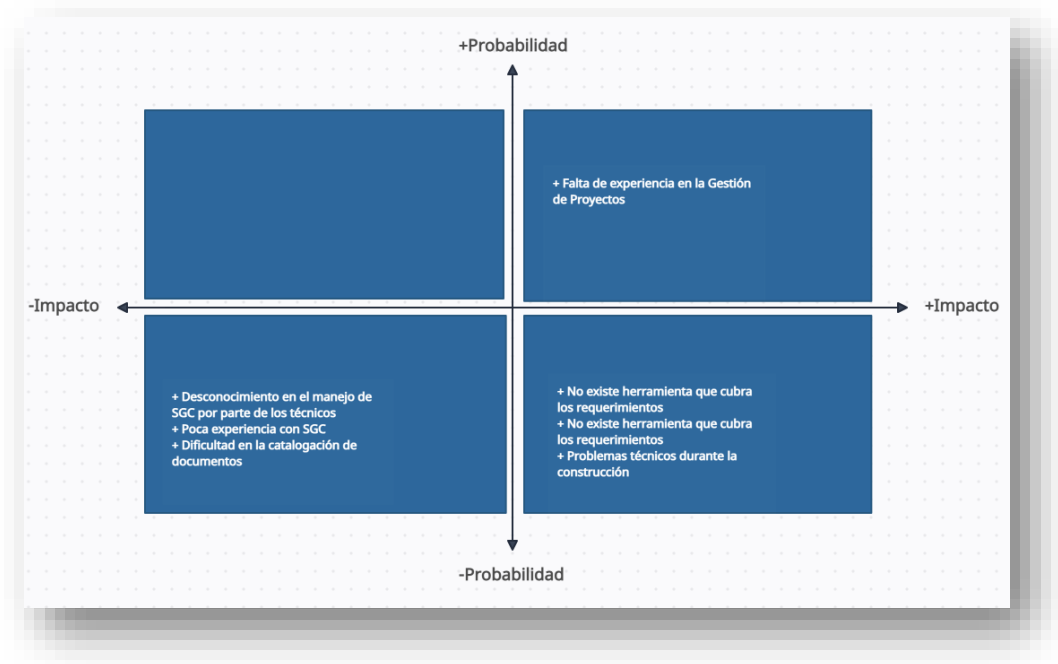 +Probabilidad
+ Falta de experiencia en la Gestión
de Proyectos
-Impacto
+Impacto
+ Desconocimiento en el manejo de
SGC por parte de los técnicos
+ Poca experiencia con SGC
+ Dificultad en la catalogación de
documentos
+ No existe herramienta que cubra
los requerimientos
+ No existe herramienta que cubra
los requerimientos
+ Problemas técnicos durante la
construcción
-Probabilidad